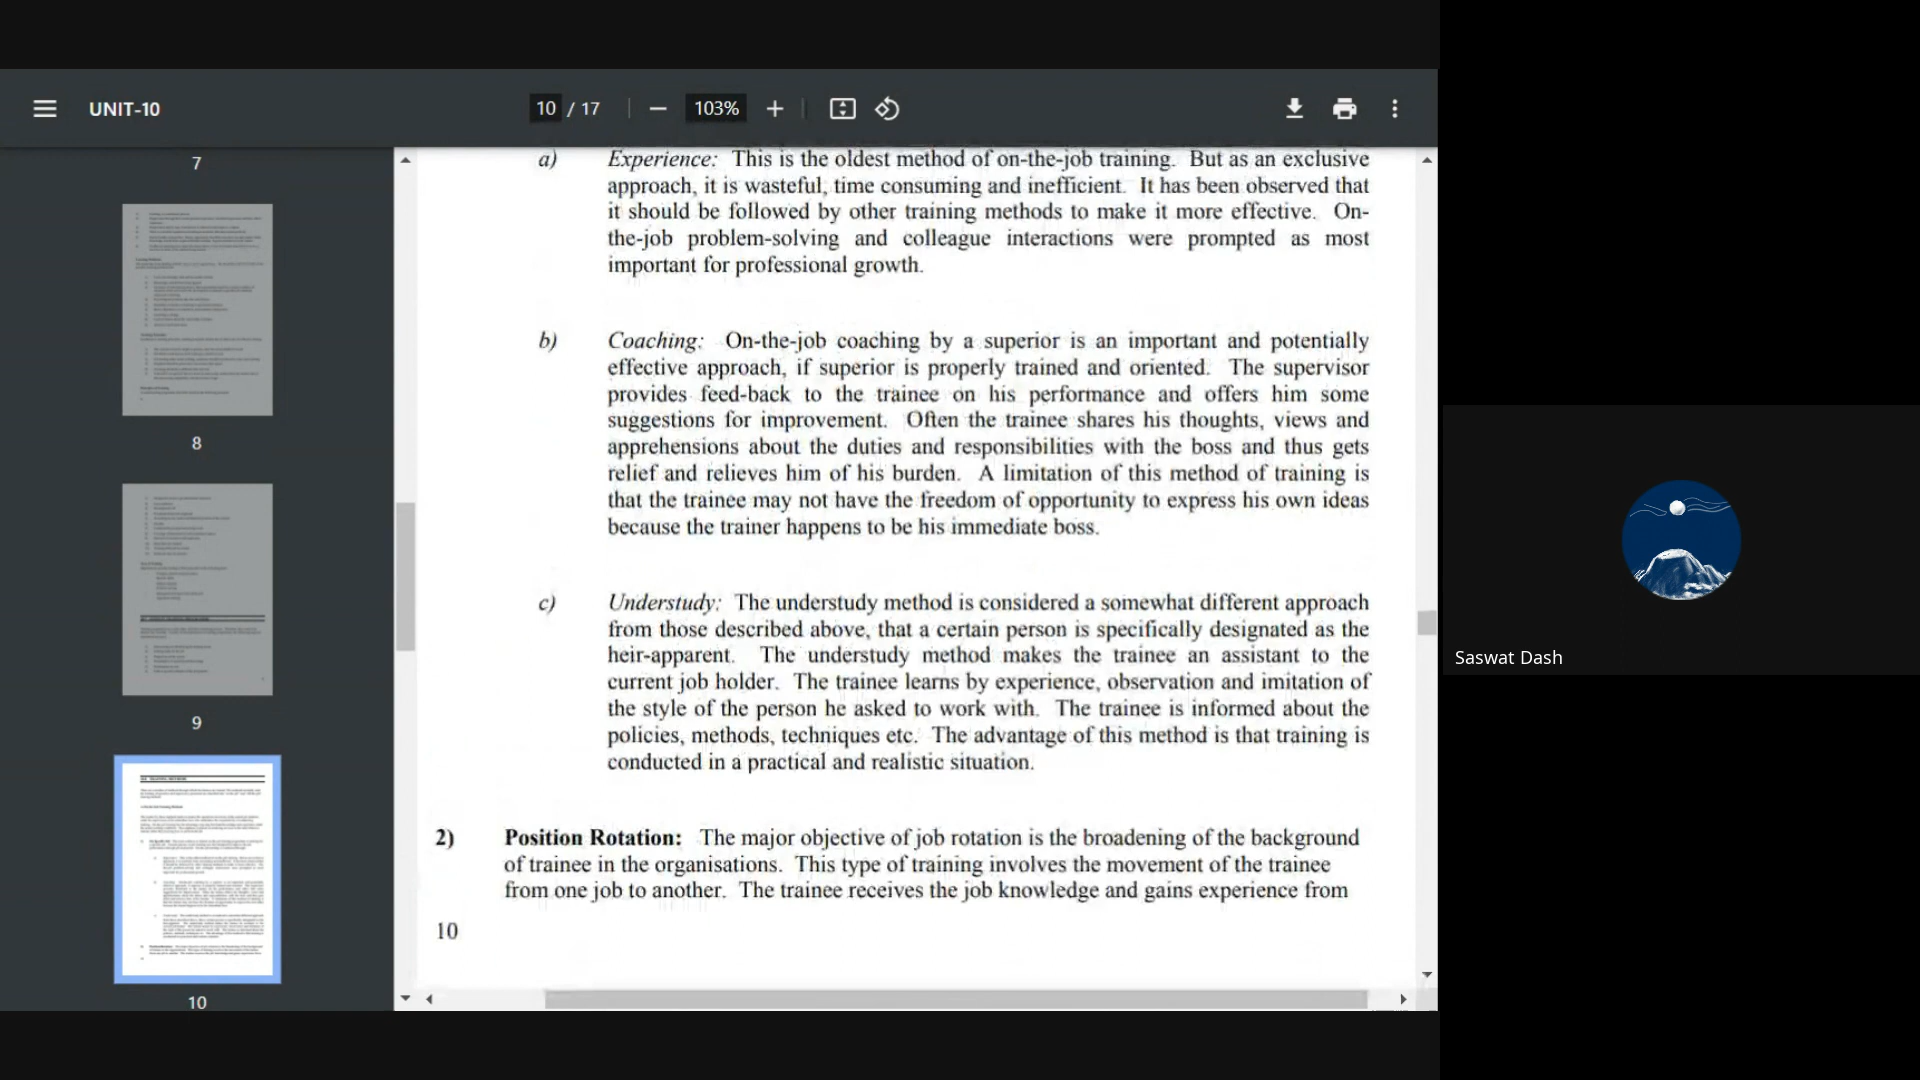 UNIT-10
10 / 17
103%
7
8
9
10
a) Experience: This is the oldest method of on-the-job training. But as an exclusive
approach, it is wasteful, time consuming and inefficient. It has been observed that
it should be followed by other training methods to make it more effective. On-
the-job problem-solving and colleague interactions were prompted as most
important for professional growth.
b) Coaching: On-the-job coaching by a superior is an important and potentially
effective approach, if superior is properly trained and oriented. The supervisor
provides feed-back to the trainee on his performance and offers him some
suggestions for improvement. Often the trainee shares his thoughts, views and
apprehensions about the duties and responsibilities with the boss and thus gets
relief and relieves him of his burden. A limitation of this method of training is
that the trainee may not have the freedom of opportunity to express his own ideas
because the trainer happens to be his immediate boss.
c) Understudy: The understudy method is considered a somewhat different approach
from those described above, that a certain person is specifically designated as the
heir-apparent. The understudy method makes the trainee an assistant to the
current job holder. The trainee learns by experience, observation and imitation of
the style of the person he asked to work with. The trainee is informed about the
policies, methods, techniques etc. The advantage of this method is that training is
conducted in a practical and realistic situation.
2) Position Rotation: The major objective of job rotation is the broadening of the background
of trainee in the organisations. This type of training involves the movement of the trainee
from one job to another. The trainee receives the job knowledge and gains experience from
10
Saswat Dash